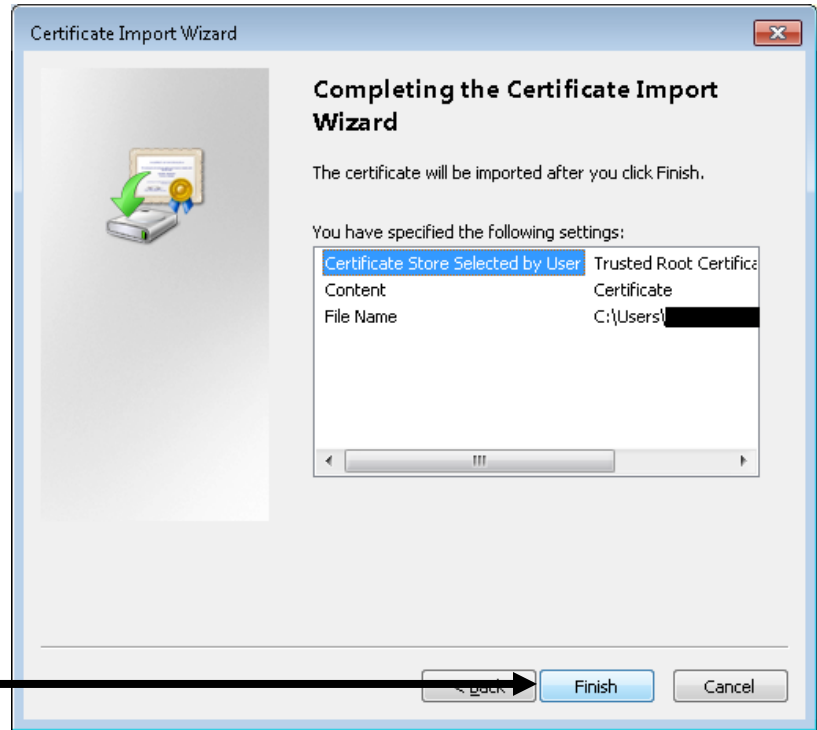 Certificate Import Wizard
Completing the Certificate Import
Wizard
The certificate will be imported after you click Finish.
You have specified the following settings:
Certificate Store Selected by User Trusted Root Certifica
Content Certificate
File Name C:\Users\
< Back Finish Cancel